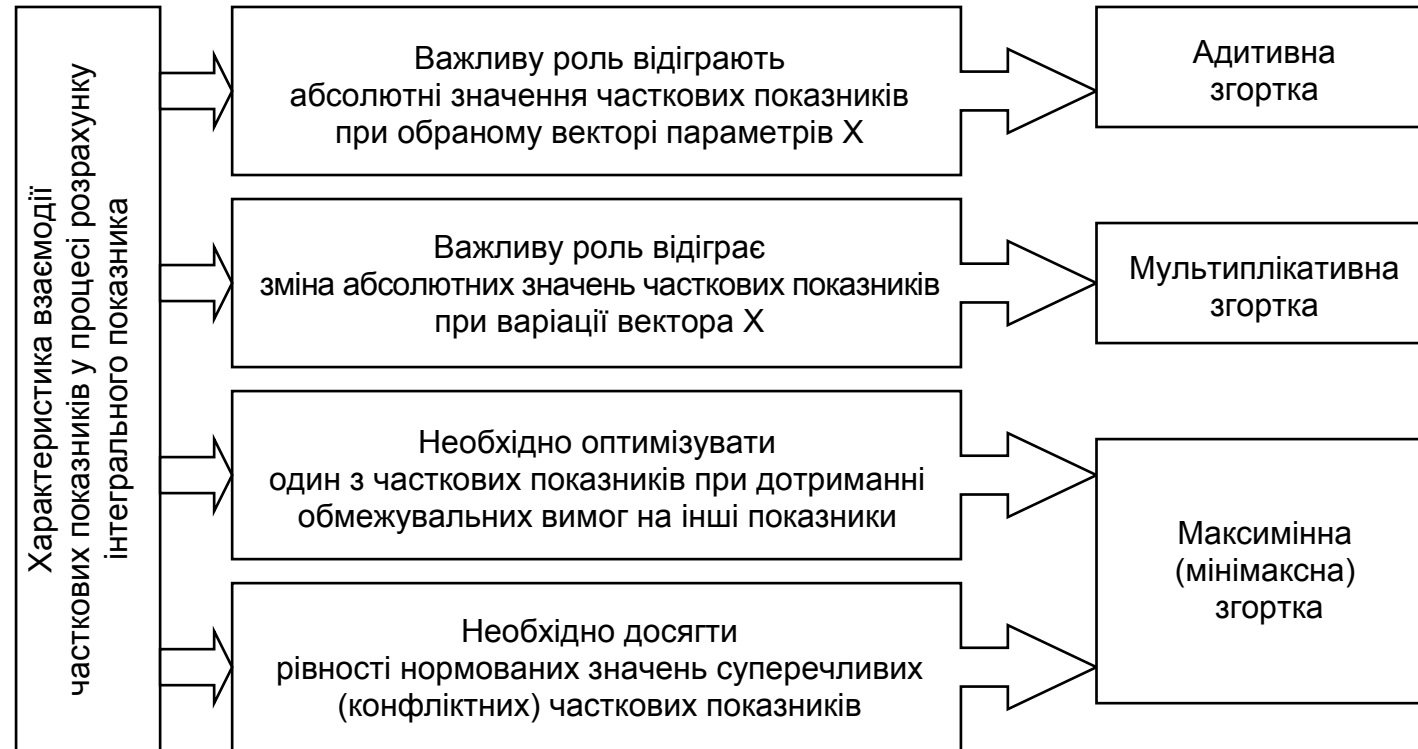 Характеристика взаємодії
часткових показників у процесі розрахунку
інтегрального показника
Важливу роль відіграють
абсолютні значення часткових показників
при обраному векторі параметрів X
Адитивна
згортка
Важливу роль відіграє
зміна абсолютних значень часткових показників
при варіації вектора X
Мультиплікативна
згортка
Необхідно оптимізувати
один з часткових показників при дотриманні
обмежувальних вимог на інші показники
Необхідно досягти
рівності нормованих значень суперечливих
(конфліктних) часткових показників
Максимінна
(мінімаксна)
згортка